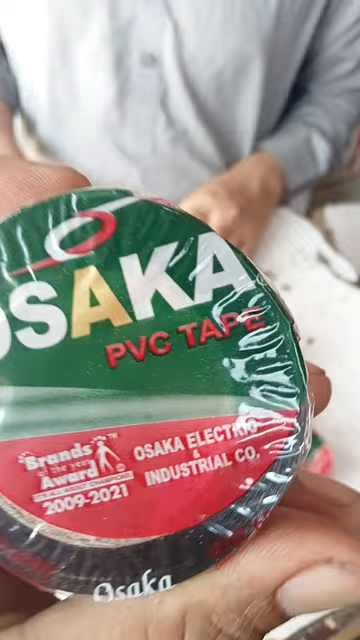 OSAKA
PVC TAPE
Brands
of the year
Award
2009-2021
OSAKA ELECTRIC
&
INDUSTRIAL CO.
Osaka